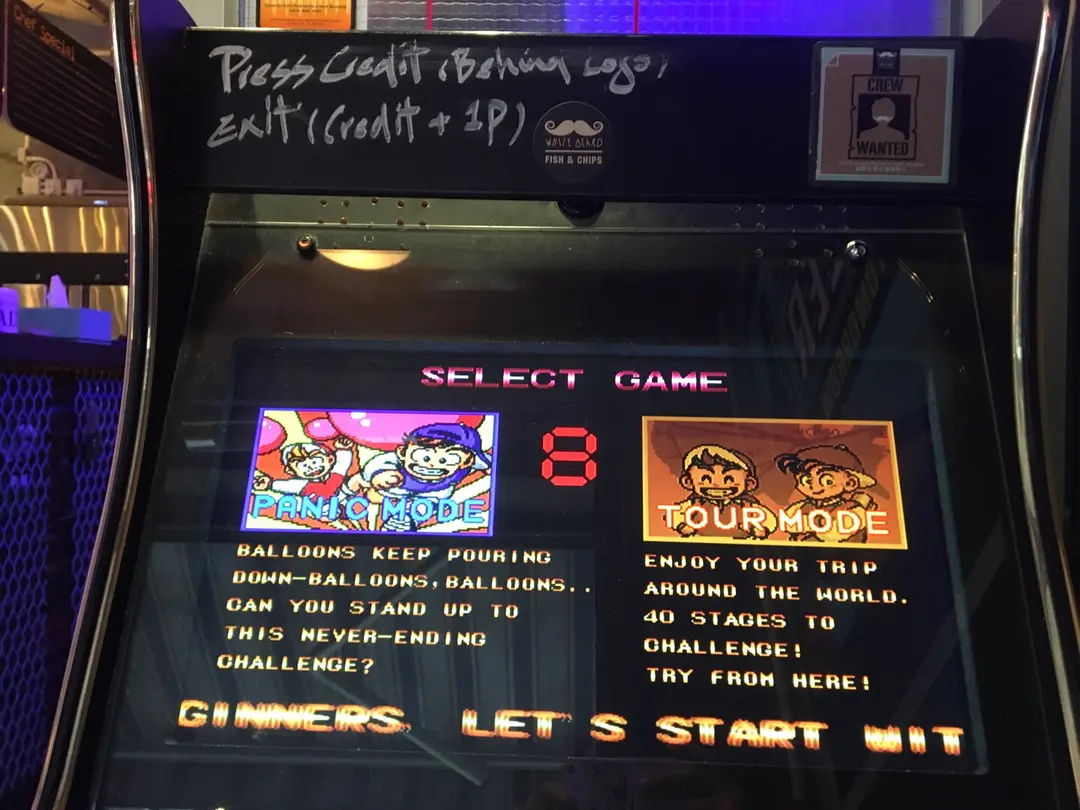 Chef Special
Press Credit (Behind Logo)
Exit (Credit + 1P)
WHITE BEARD
FISH & CHIPS
CREW
WANTED
SELECT GAME
8
PANIC MODE
TOUR MODE
BALLOONS KEEP POURING
DOWN-BALLOONS,BALLOONS..
CAN YOU STAND UP TO
THIS NEVER-ENDING
CHALLENGE?
ENJOY YOUR TRIP
AROUND THE WORLD.
40 STAGES TO
CHALLENGE!
TRY FROM HERE!
GINNERS, LET'S START WIT